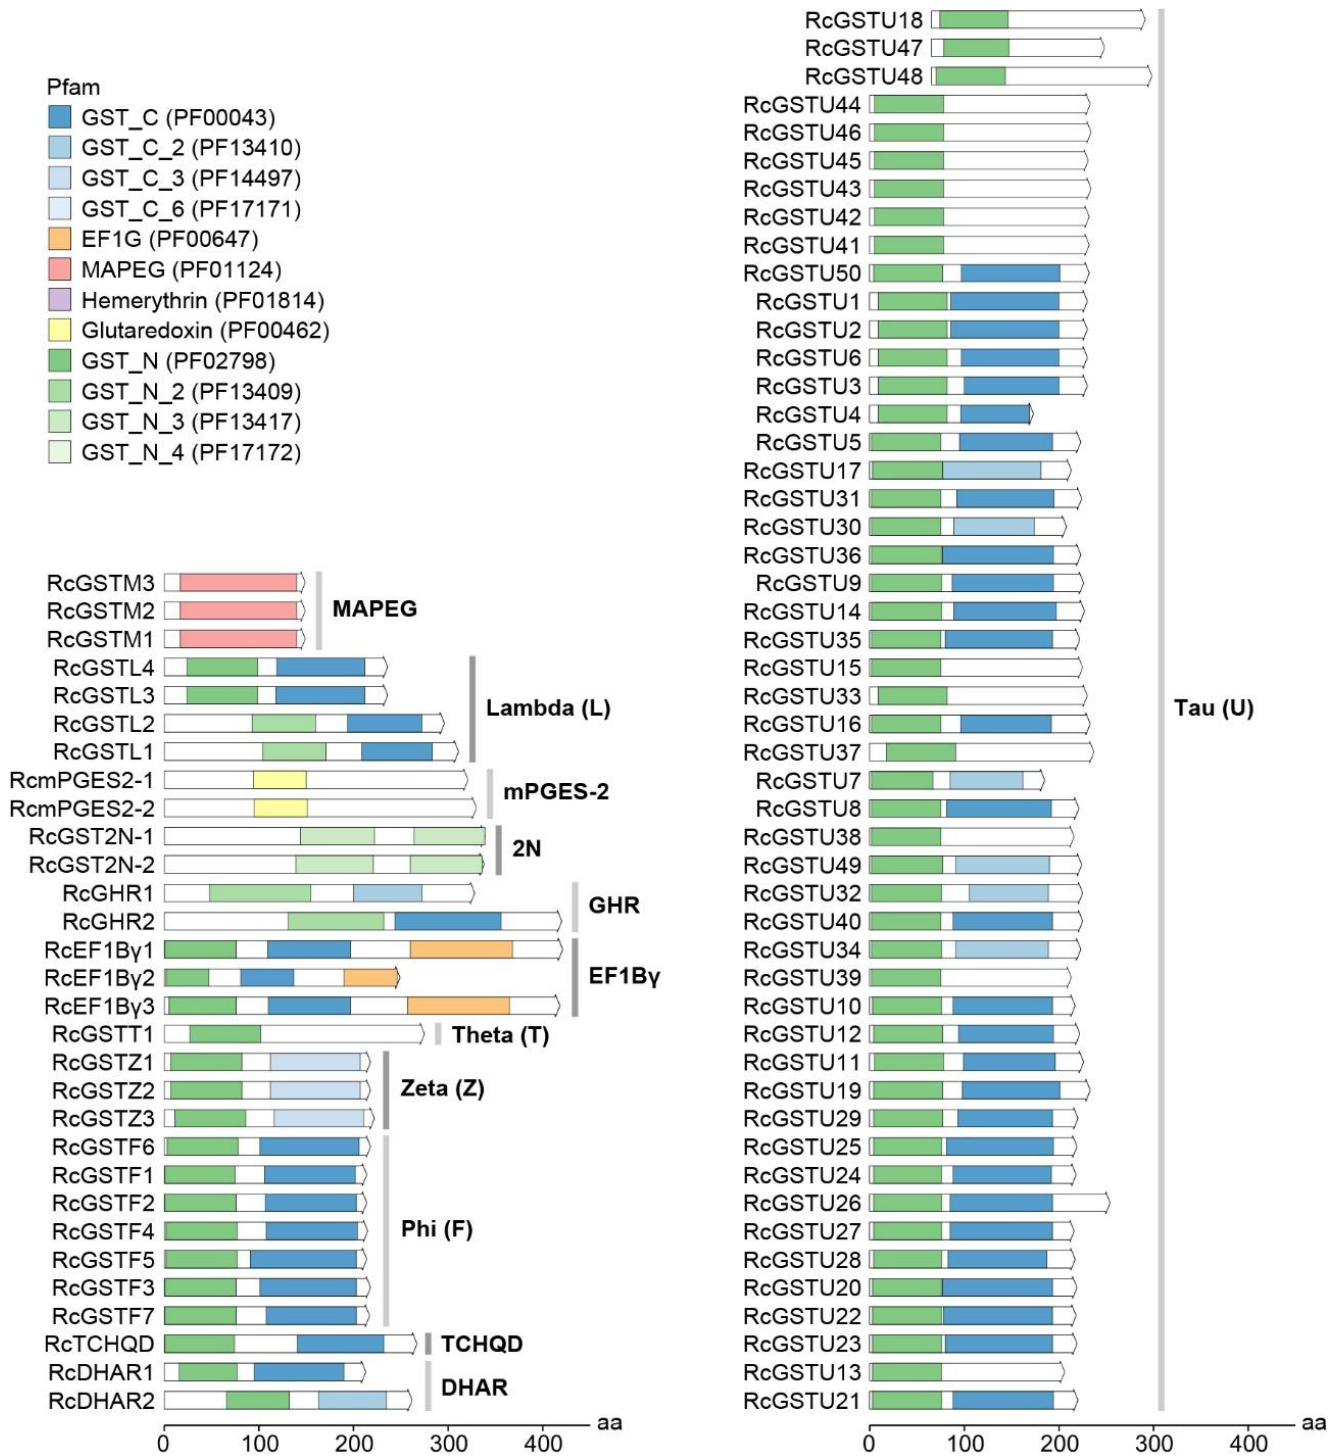 Pfam
GST_C (PF00043)
GST_C_2 (PF13410)
GST_C_3 (PF14497)
GST_C_6 (PF17171)
EF1G (PF00647)
MAPEG (PF01124)
Hemerythrin (PF01814)
Glutaredoxin (PF00462)
GST_N (PF02798)
GST_N_2 (PF13409)
GST_N_3 (PF13417)
GST_N_4 (PF17172)
RcGSTM3
RcGSTM2
RcGSTM1
MAPEG
RcGSTL4
RcGSTL3
RcGSTL2
RcGSTL1
Lambda (L)
RcmPGES2-1
RcmPGES2-2
mPGES-2
RcGST2N-1
RcGST2N-2
2N
RcGHR1
RcGHR2
GHR
RcEF1Bγ1
RcEF1Bγ2
RcEF1Bγ3
EF1Bγ
RcGSTT1
Theta (T)
RcGSTZ1
RcGSTZ2
RcGSTZ3
Zeta (Z)
RcGSTF6
RcGSTF1
RcGSTF2
RcGSTF4
RcGSTF5
RcGSTF3
RcGSTF7
Phi (F)
RcTCHQD
TCHQD
RcDHAR1
RcDHAR2
DHAR
0 100 200 300 400 aa
RcGSTU18
RcGSTU47
RcGSTU48
RcGSTU44
RcGSTU46
RcGSTU45
RcGSTU43
RcGSTU42
RcGSTU41
RcGSTU50
RcGSTU1
RcGSTU2
RcGSTU6
RcGSTU3
RcGSTU4
RcGSTU5
RcGSTU17
RcGSTU31
RcGSTU30
RcGSTU36
RcGSTU9
RcGSTU14
RcGSTU35
RcGSTU15
RcGSTU33
RcGSTU16
RcGSTU37
RcGSTU7
RcGSTU8
RcGSTU38
RcGSTU49
RcGSTU32
RcGSTU40
RcGSTU34
RcGSTU39
RcGSTU10
RcGSTU12
RcGSTU11
RcGSTU19
RcGSTU29
RcGSTU25
RcGSTU24
RcGSTU26
RcGSTU27
RcGSTU28
RcGSTU20
RcGSTU22
RcGSTU23
RcGSTU13
RcGSTU21
Tau (U)
0 100 200 300 400 aa